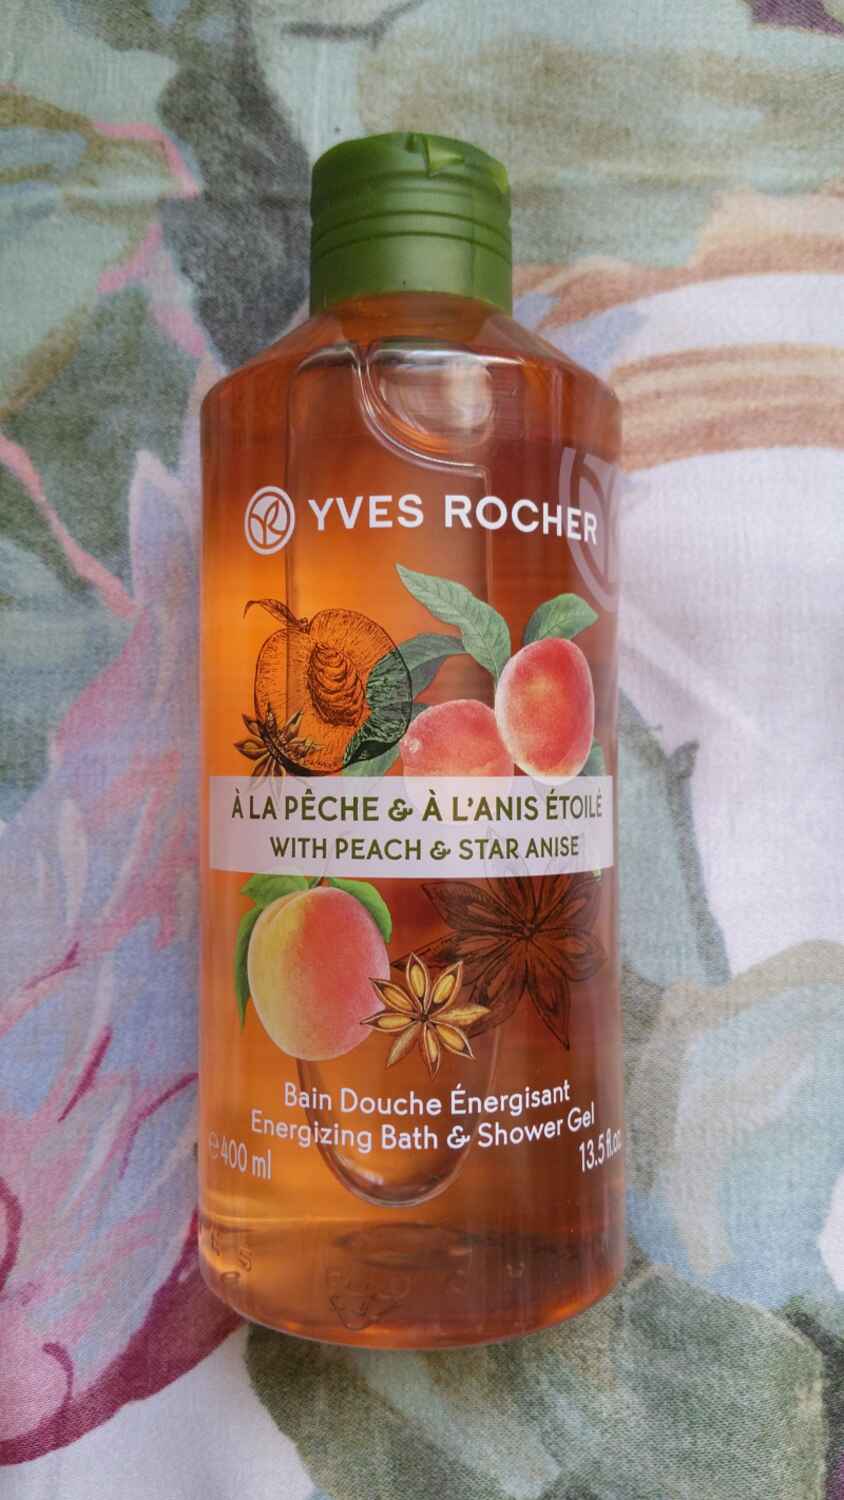 YVES ROCHER
À LA PÊCHE & À L'ANIS ÉTOILÉ
WITH PEACH & STAR ANISE
Bain Douche Énergisant
Energizing Bath & Shower Gel
℮400 ml
13.5 fl.oz